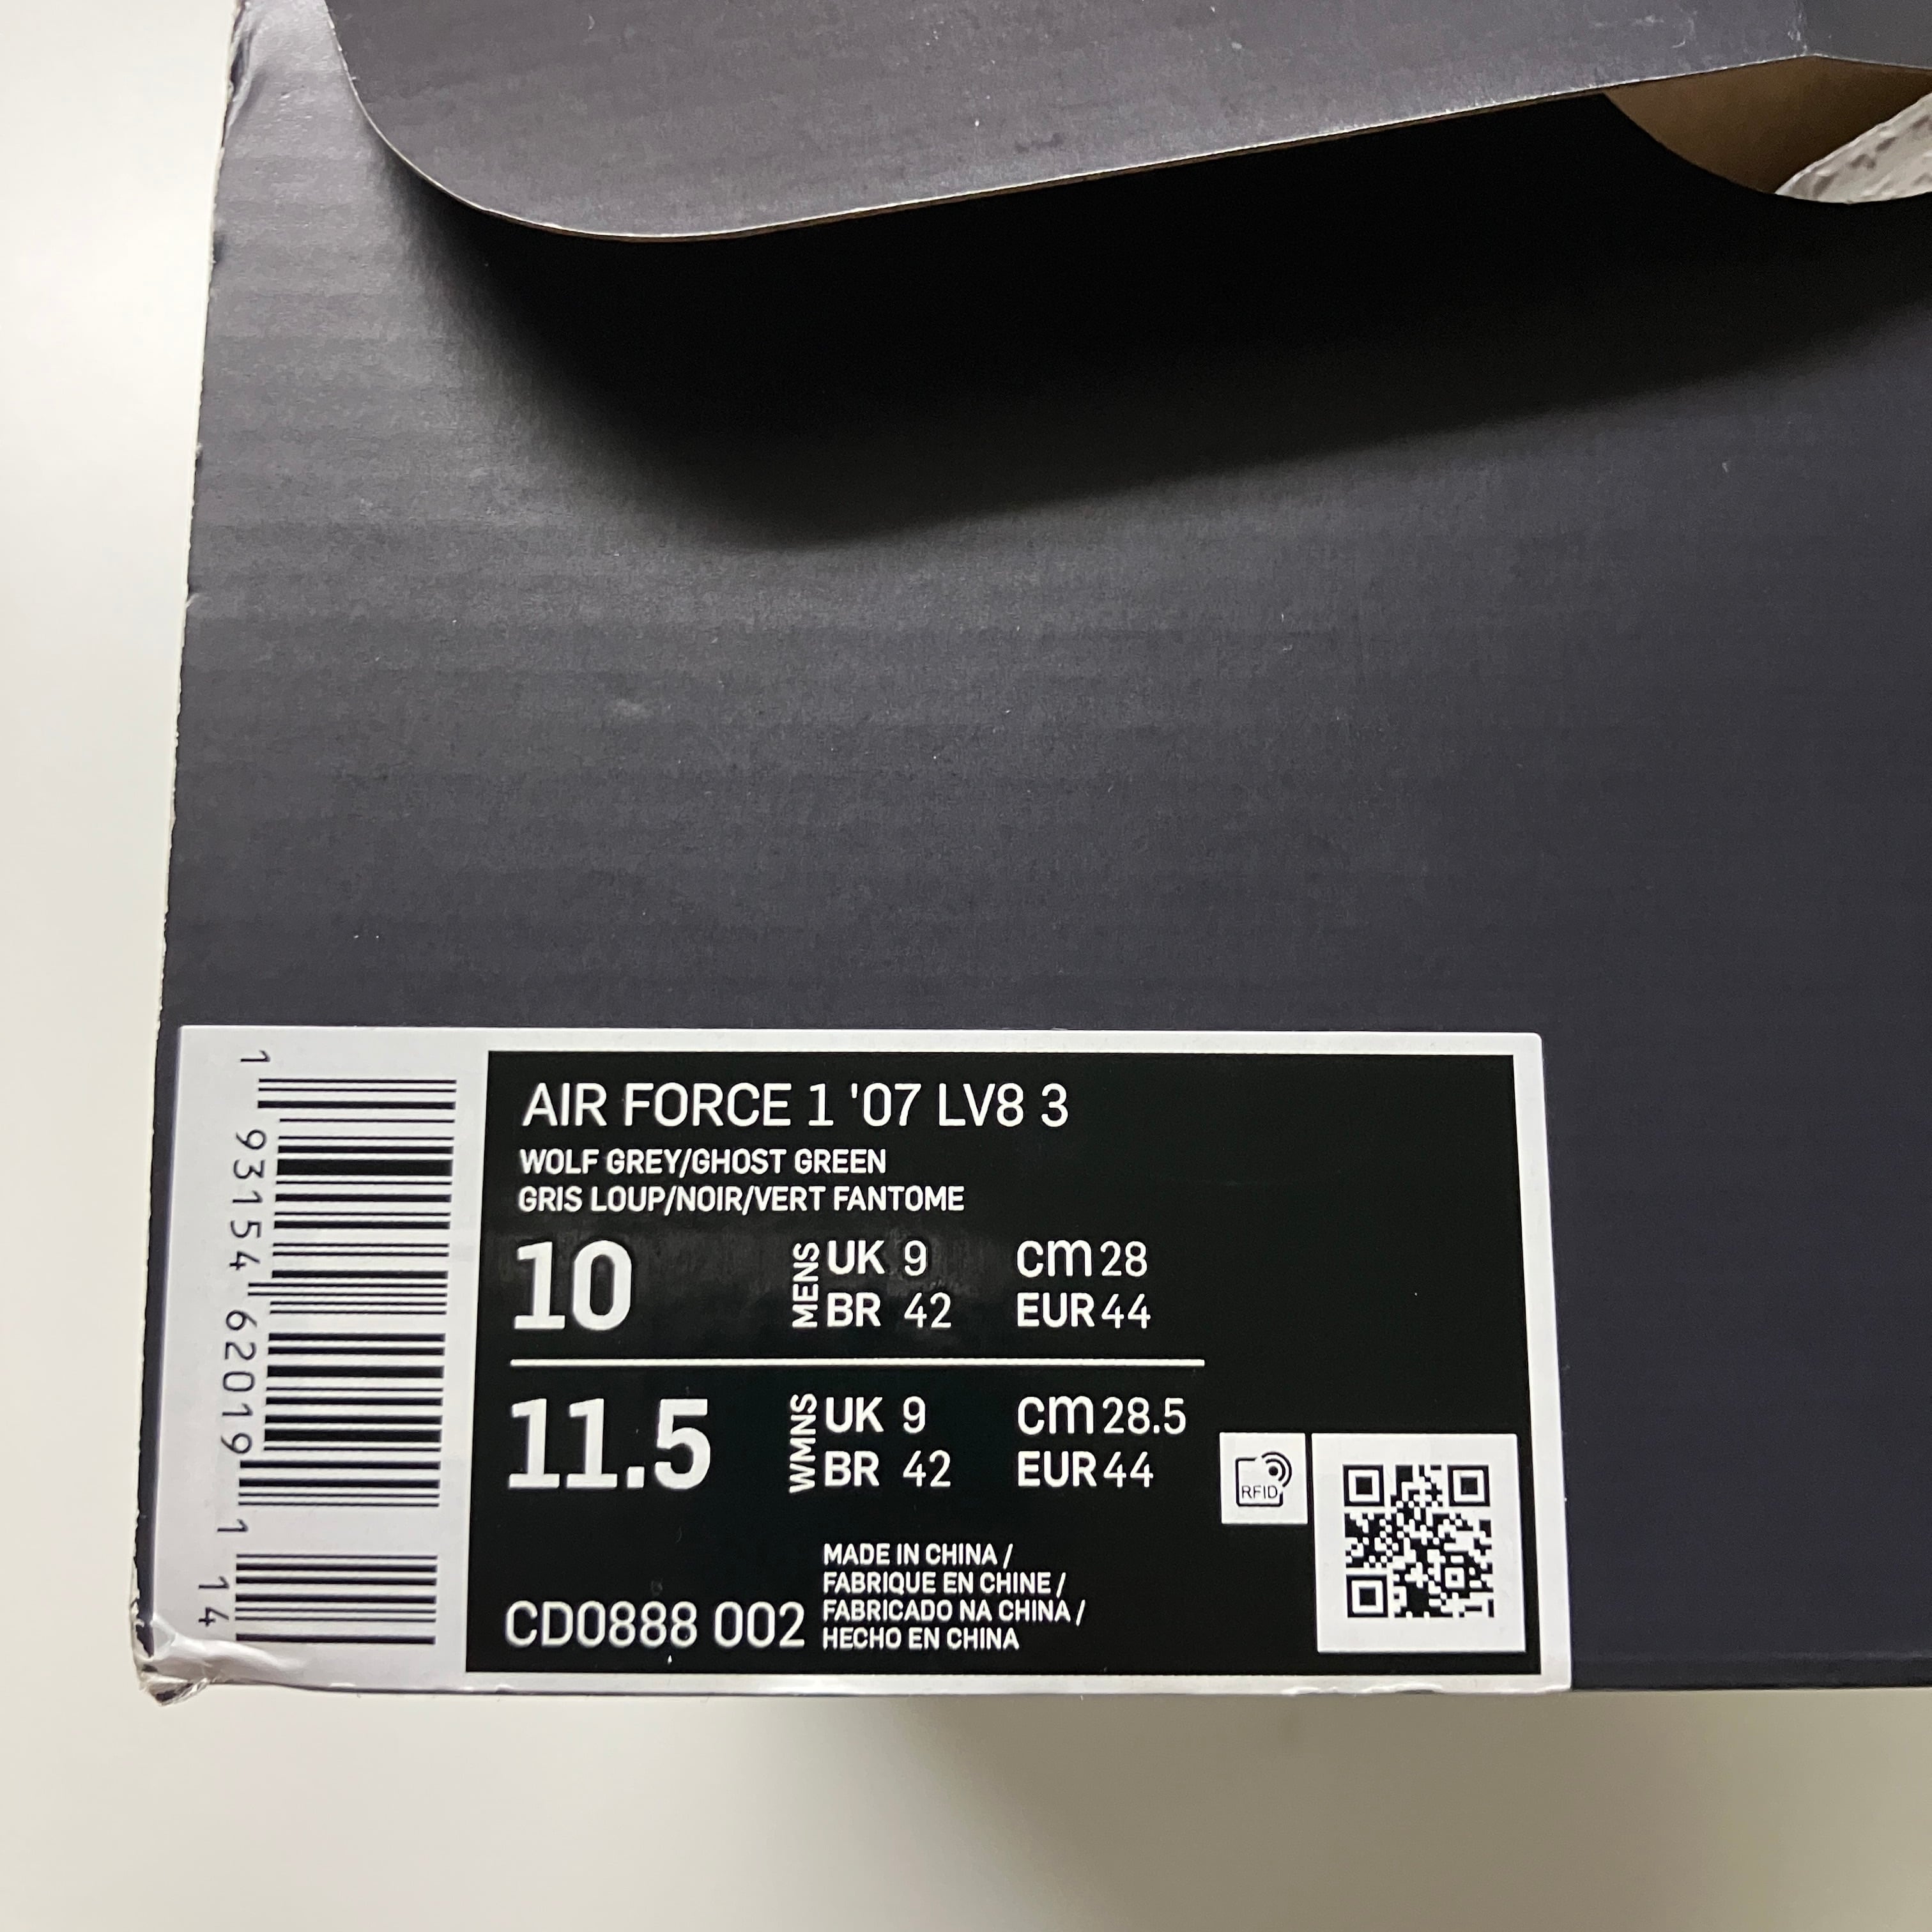 AIR FORCE 1 '07 LV8 3
WOLF GREY/GHOST GREEN
GRIS LOUP/NOIR/VERT FANTOME
10 MENS UK 9 cm 28
BR 42 EUR 44
11.5 WMNS UK 9 cm 28.5
BR 42 EUR 44
RFID
MADE IN CHINA /
FABRIQUE EN CHINE /
FABRICADO NA CHINA /
HECHO EN CHINA
CD0888 002
1 93154 62019 1 14